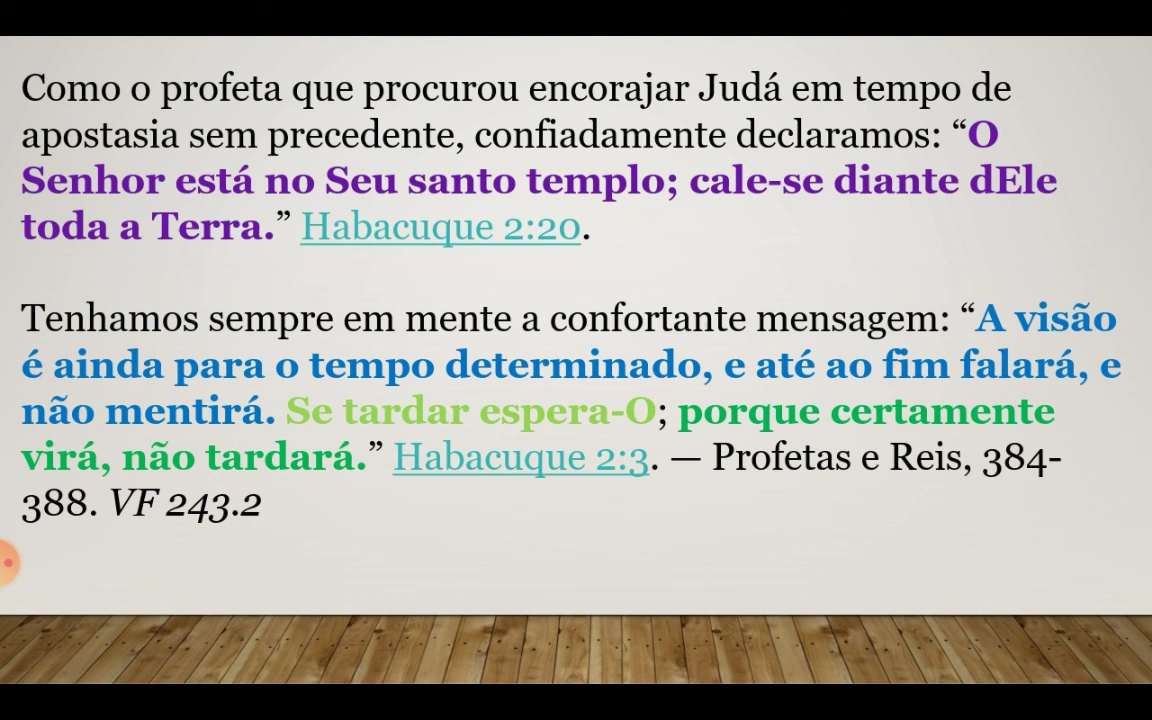 Como o profeta que procurou encorajar Judá em tempo de
apostasia sem precedente, confiadamente declaramos: “O
Senhor está no Seu santo templo; cale-se diante dEle
toda a Terra.” Habacuque 2:20.
Tenhamos sempre em mente a confortante mensagem: “A visão
é ainda para o tempo determinado, e até ao fim falará, e
não mentirá. Se tardar espera-O; porque certamente
virá, não tardará.” Habacuque 2:3. — Profetas e Reis, 384-
388. VF 243.2